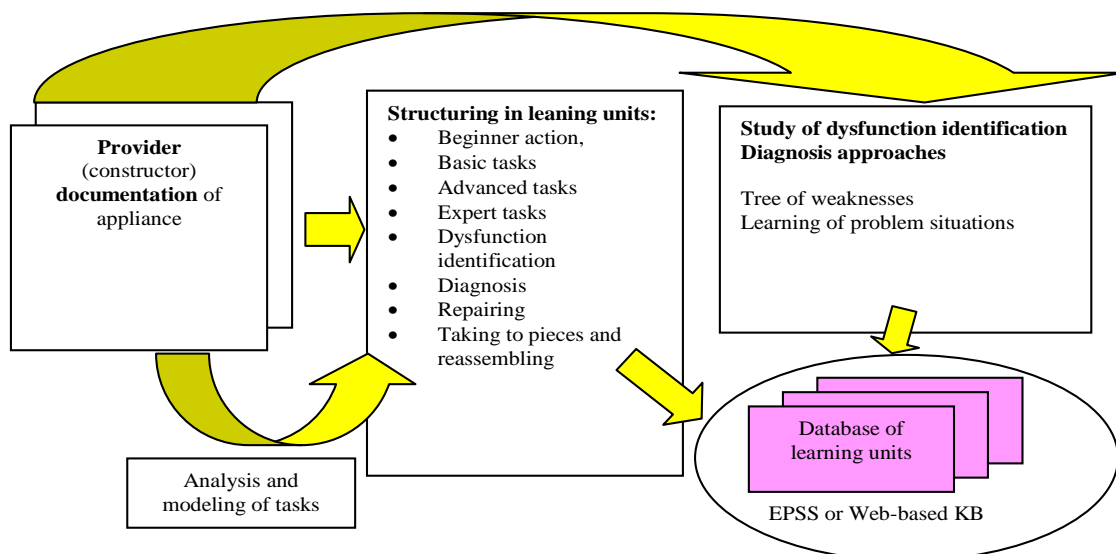 Provider
(constructor)
documentation of
appliance
Structuring in leaning units:
• Beginner action,
• Basic tasks
• Advanced tasks
• Expert tasks
• Dysfunction
identification
• Diagnosis
• Repairing
• Taking to pieces and
reassembling
Study of dysfunction identification
Diagnosis approaches
Tree of weaknesses
Learning of problem situations
Analysis and
modeling of tasks
Database of
learning units
EPSS or Web-based KB